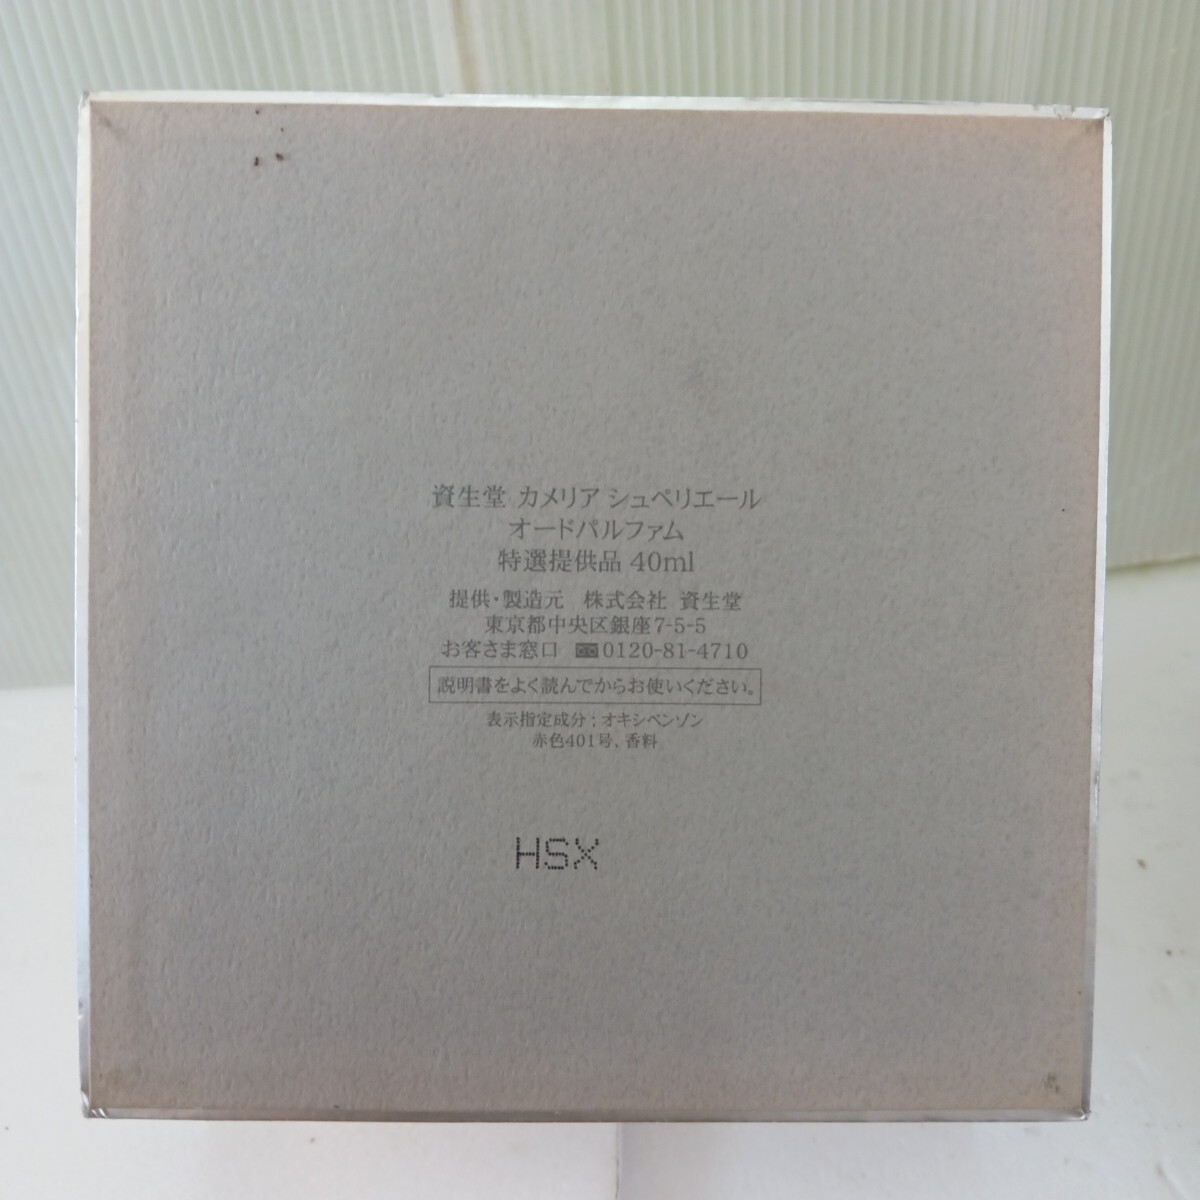 資生堂 カメリア シュペリエール
オードパルファム
特選提供品 40ml
提供・製造元　株式会社 資生堂
東京都中央区銀座7-5-5
お客さま窓口 0120-81-4710
説明書をよく読んでからお使いください。
表示指定成分；オキシベンゾン
赤色401号，香料
HSX